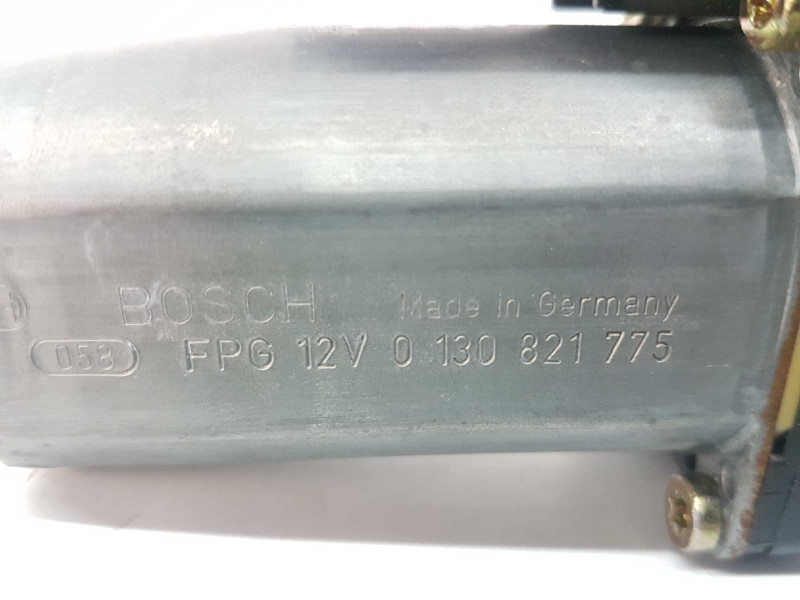 BOSCH Made in Germany
058 FPG 12V 0 130 821 775